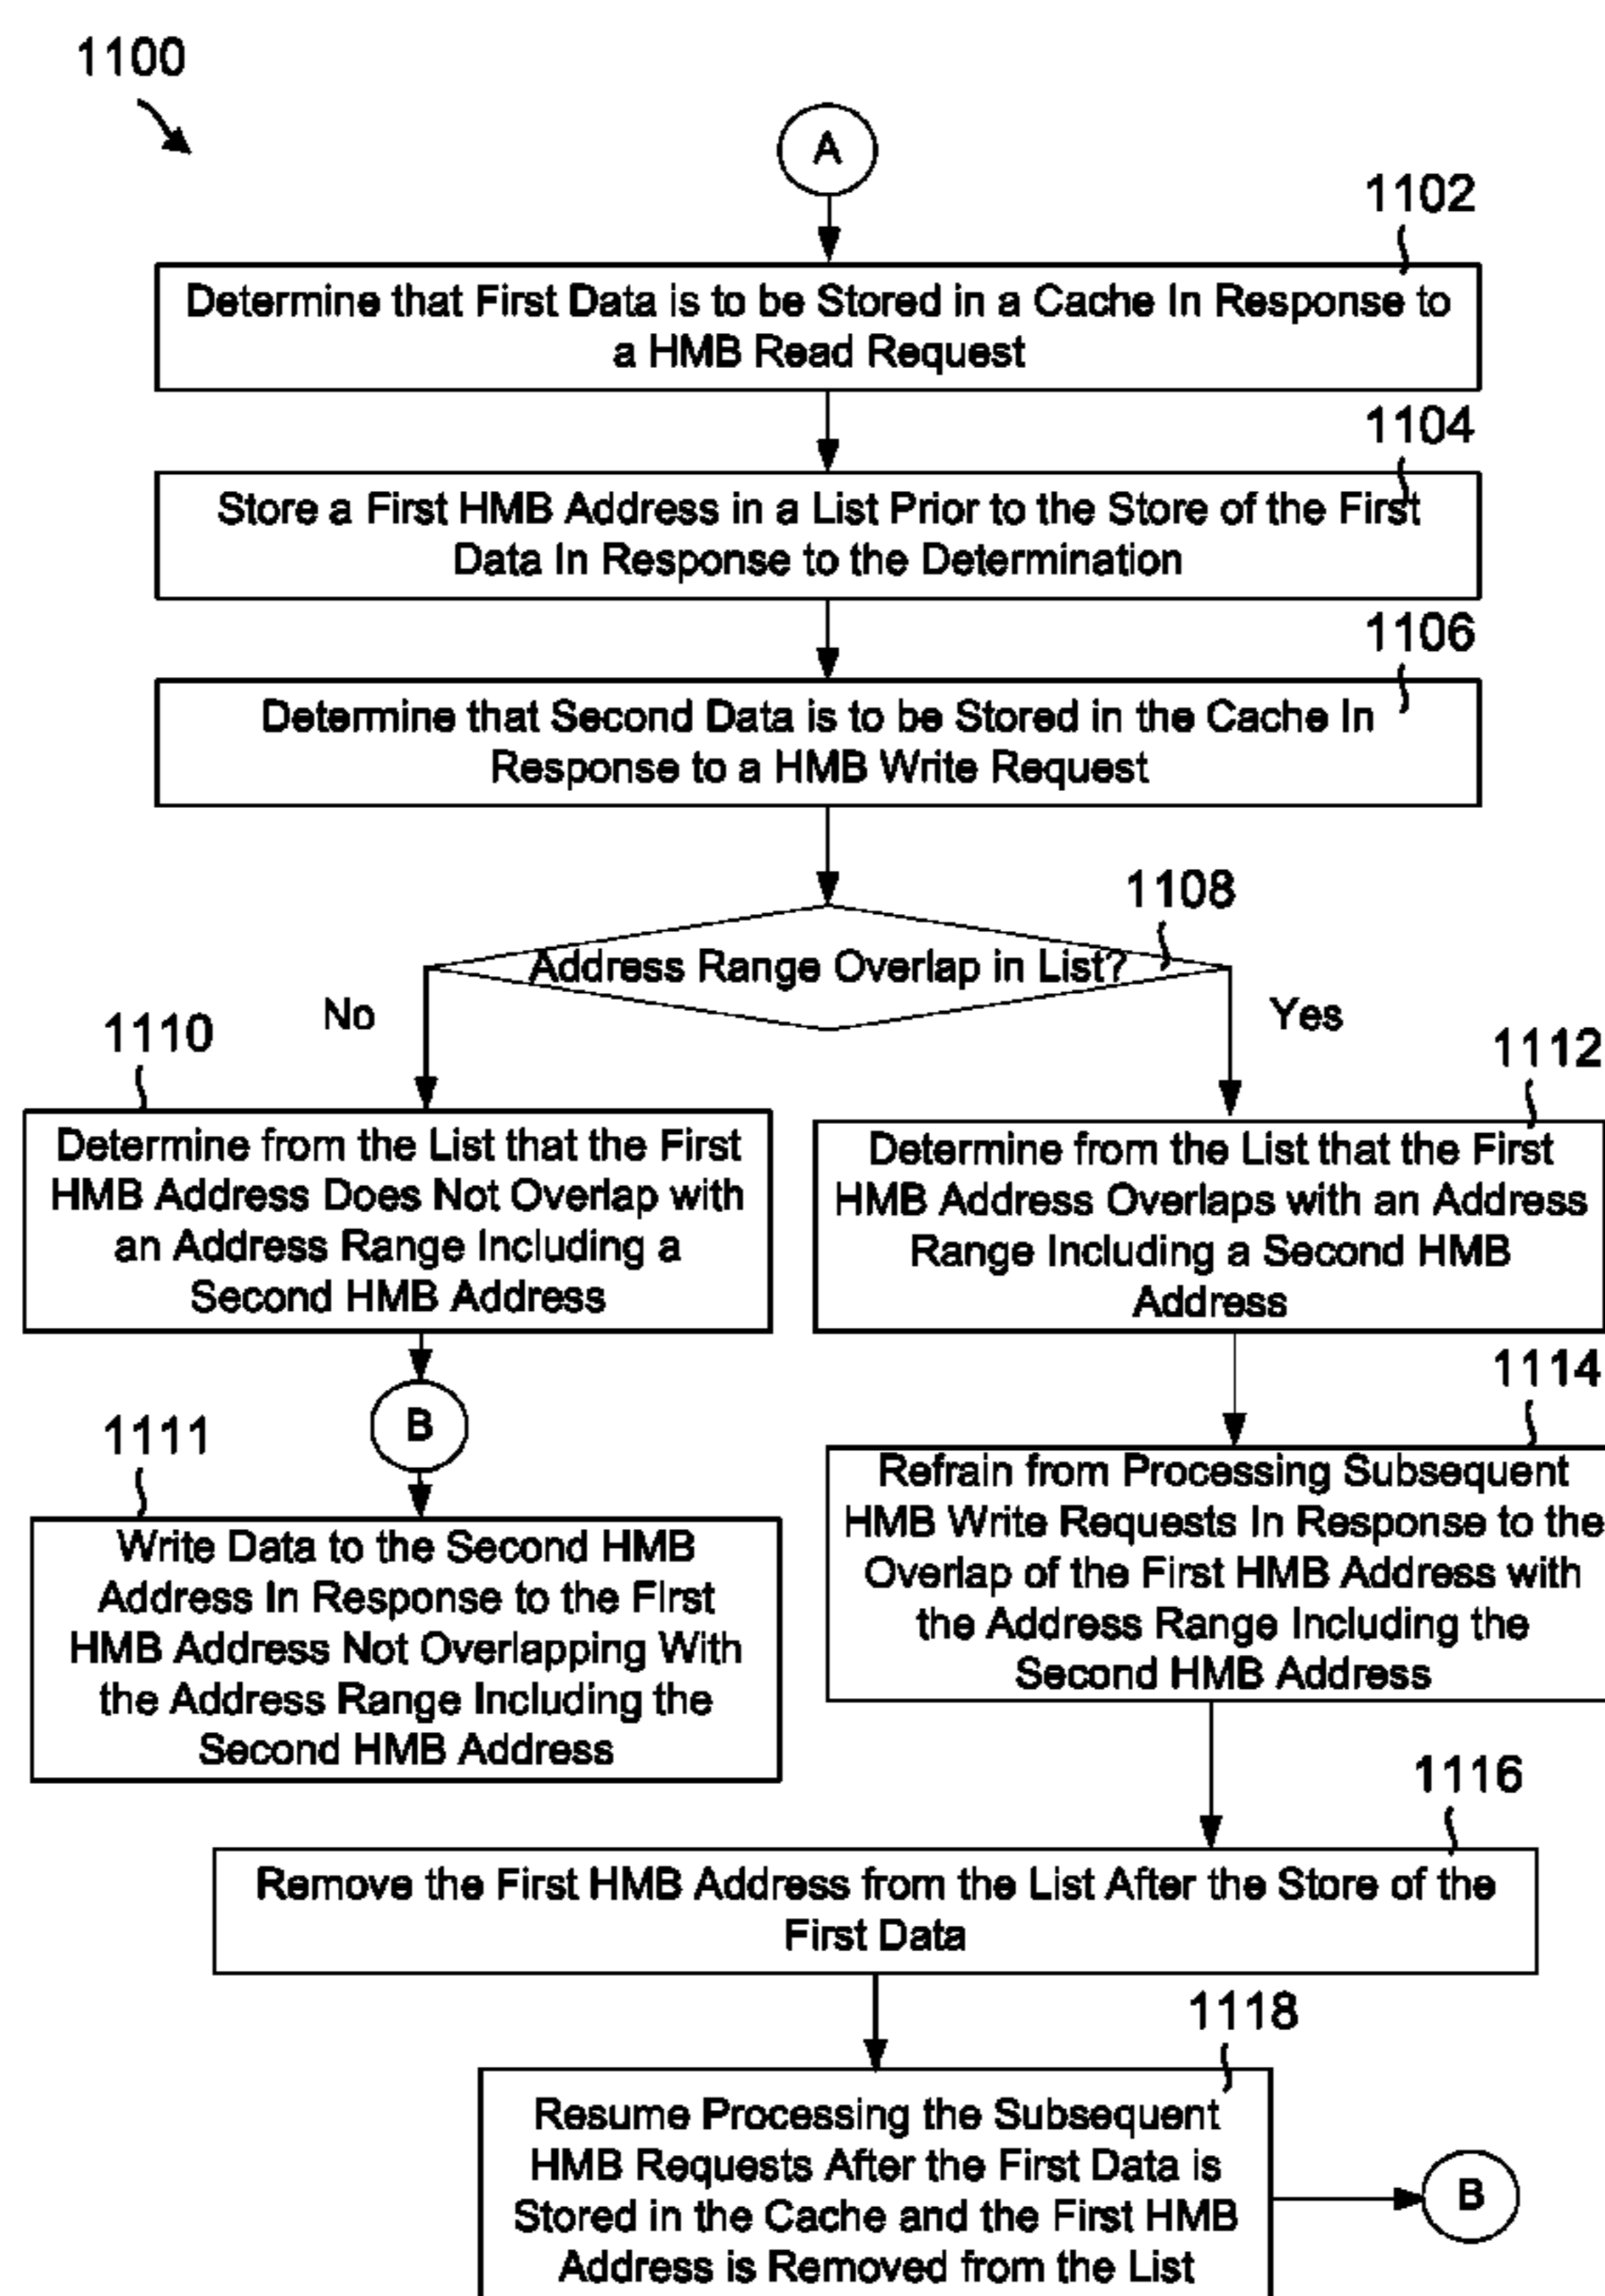 1100
A
1102
Determine that First Data is to be Stored in a Cache In Response to
a HMB Read Request
1104
Store a First HMB Address in a List Prior to the Store of the First
Data In Response to the Determination
1106
Determine that Second Data is to be Stored in the Cache In
Response to a HMB Write Request
1108
Address Range Overlap in List?
No
Yes
1110
Determine from the List that the First
HMB Address Does Not Overlap with
an Address Range Including a
Second HMB Address
1112
Determine from the List that the First
HMB Address Overlaps with an Address
Range Including a Second HMB
Address
B
1111
Write Data to the Second HMB
Address In Response to the First
HMB Address Not Overlapping With
the Address Range Including the
Second HMB Address
1114
Refrain from Processing Subsequent
HMB Write Requests In Response to the
Overlap of the First HMB Address with
the Address Range Including the
Second HMB Address
1116
Remove the First HMB Address from the List After the Store of the
First Data
1118
Resume Processing the Subsequent
HMB Requests After the First Data is
Stored in the Cache and the First HMB
Address is Removed from the List
B